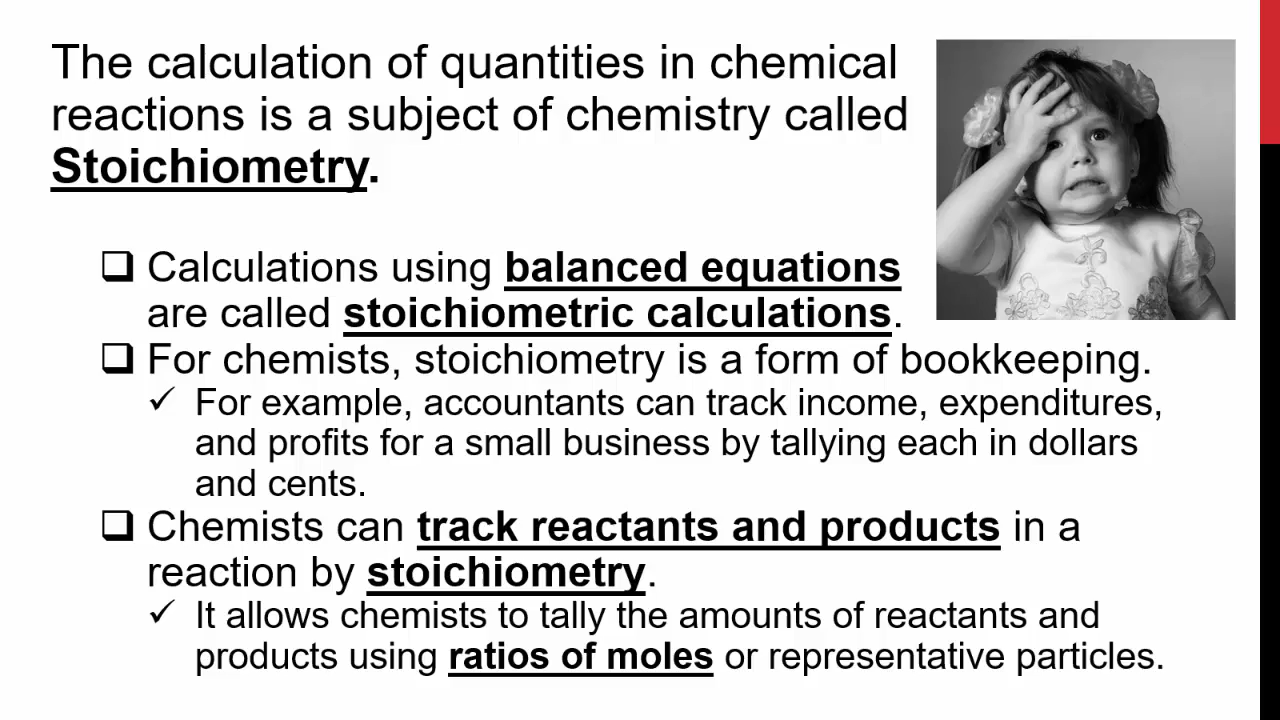 The calculation of quantities in chemical
reactions is a subject of chemistry called
Stoichiometry.
❑ Calculations using balanced equations
are called stoichiometric calculations.
❑ For chemists, stoichiometry is a form of bookkeeping.
✓ For example, accountants can track income, expenditures,
and profits for a small business by tallying each in dollars
and cents.
❑ Chemists can track reactants and products in a
reaction by stoichiometry.
✓ It allows chemists to tally the amounts of reactants and
products using ratios of moles or representative particles.